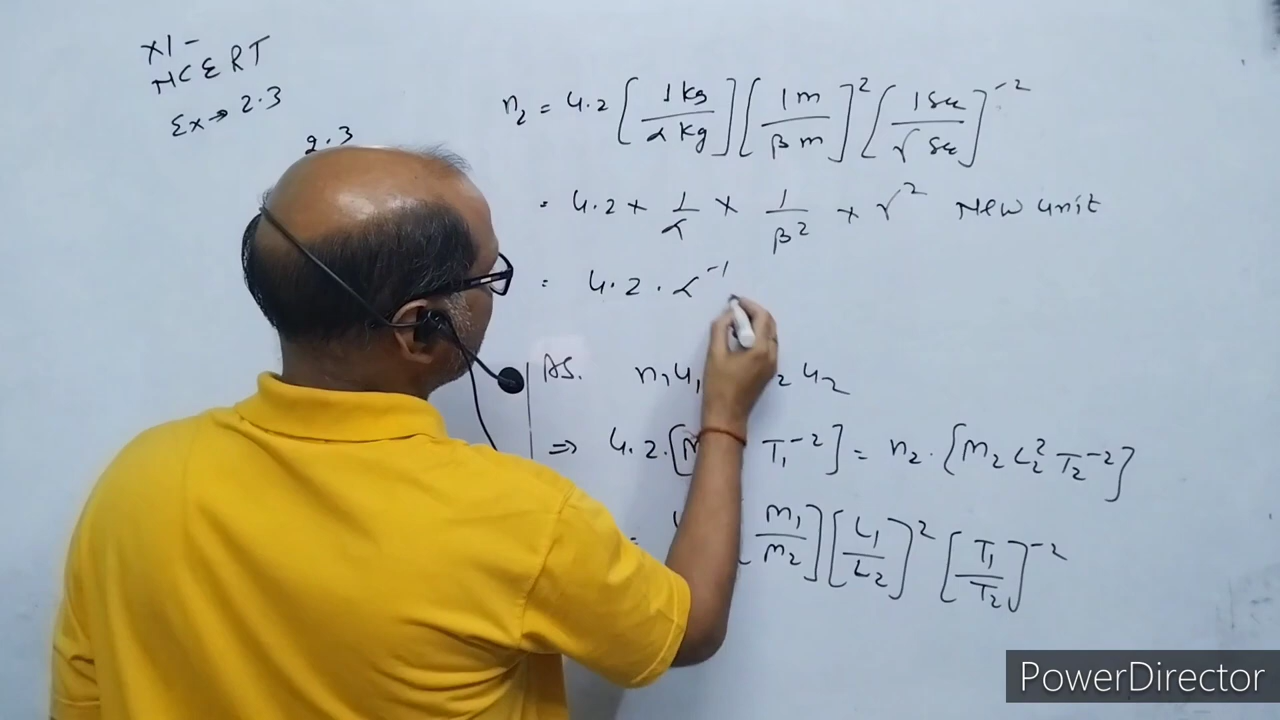 XI -
NCERT
Ex → 2.3
2.3
n₂ = 4.2 [1 kg / α kg] [1 m / β m]² [1 sec / γ sec]⁻²
= 4.2 × 1/α × 1/β² × γ² New unit
= 4.2 . α⁻¹
AS. n₁u₁ ₂ u₂
⇒ 4.2 . [M T₁⁻²] = n₂ . [M₂ L₂² T₂⁻²]
= [M₁ / M₂] [L₁ / L₂]² [T₁ / T₂]⁻²
PowerDirector